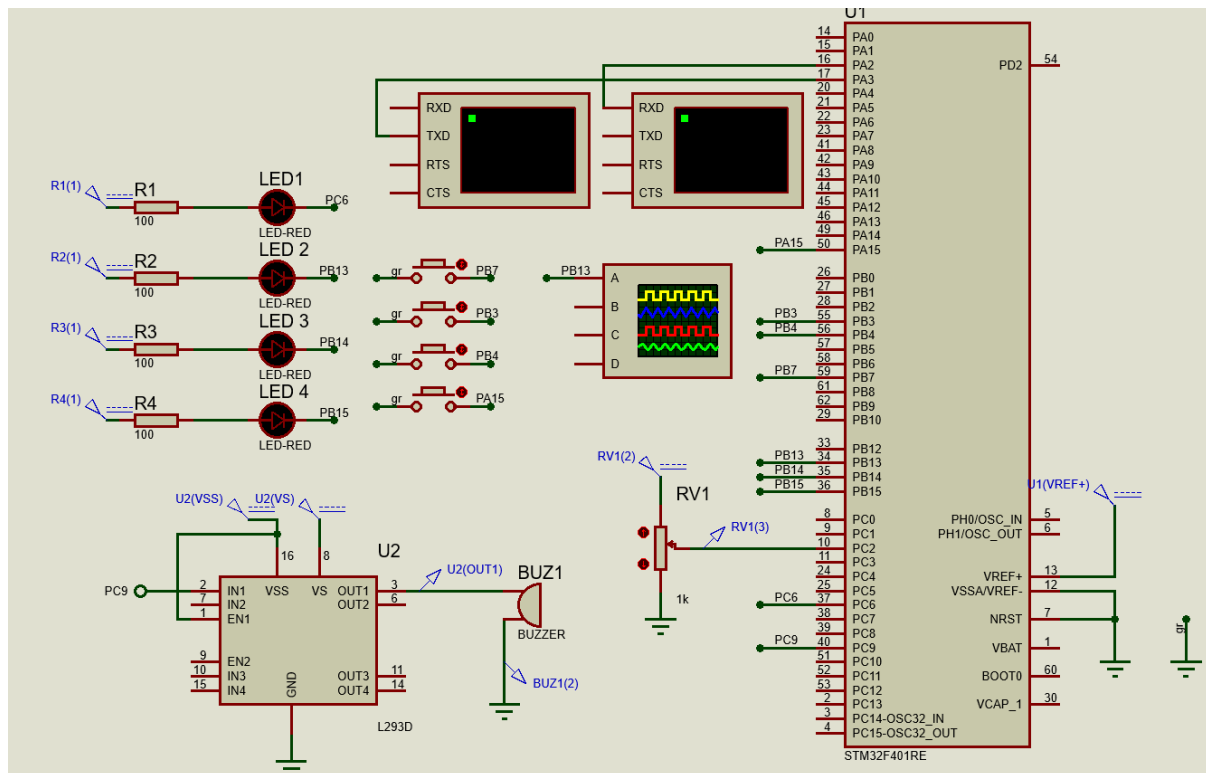 U1
14 PA0
15 PA1
16 PA2
17 PA3
20 PA4
21 PA5
22 PA6
23 PA7
41 PA8
42 PA9
43 PA10
44 PA11
45 PA12
46 PA13
49 PA14
50 PA15
PA15
PD2 54
RXD
TXD
RTS
CTS
RXD
TXD
RTS
CTS
R1(1)
R1
100
LED1
LED-RED
PC6
R2(1)
R2
100
LED 2
LED-RED
PB13
R3(1)
R3
100
LED 3
LED-RED
PB14
R4(1)
R4
100
LED 4
LED-RED
PB15
gr PB7
gr PB3
gr PB4
gr PA15
PB13 A
B
C
D
26 PB0
27 PB1
28 PB2
PB3 55 PB3
PB4 56 PB4
57 PB5
58 PB6
PB7 59 PB7
61 PB8
62 PB9
29 PB10
33 PB12
PB13 34 PB13
PB14 35 PB14
PB15 36 PB15
RV1(2)
RV1
RV1(3)
1k
8 PC0
9 PC1
10 PC2
11 PC3
24 PC4
25 PC5
PC6 37 PC6
38 PC7
39 PC8
PC9 40 PC9
51 PC10
52 PC11
53 PC12
2 PC13
3 PC14-OSC32_IN
4 PC15-OSC32_OUT
U1(VREF+)
PH0/OSC_IN 5
PH1/OSC_OUT 6
VREF+ 13
VSSA/VREF- 12
NRST 7
VBAT 1
BOOT0 60
VCAP_1 30
gr
STM32F401RE
U2(VSS) U2(VS)
16 8
U2
PC9
2 IN1
7 IN2
1 EN1
VSS VS
OUT1 3
OUT2 6
9 EN2
10 IN3
15 IN4
GND
OUT3 11
OUT4 14
L293D
U2(OUT1)
BUZ1
BUZZER
BUZ1(2)